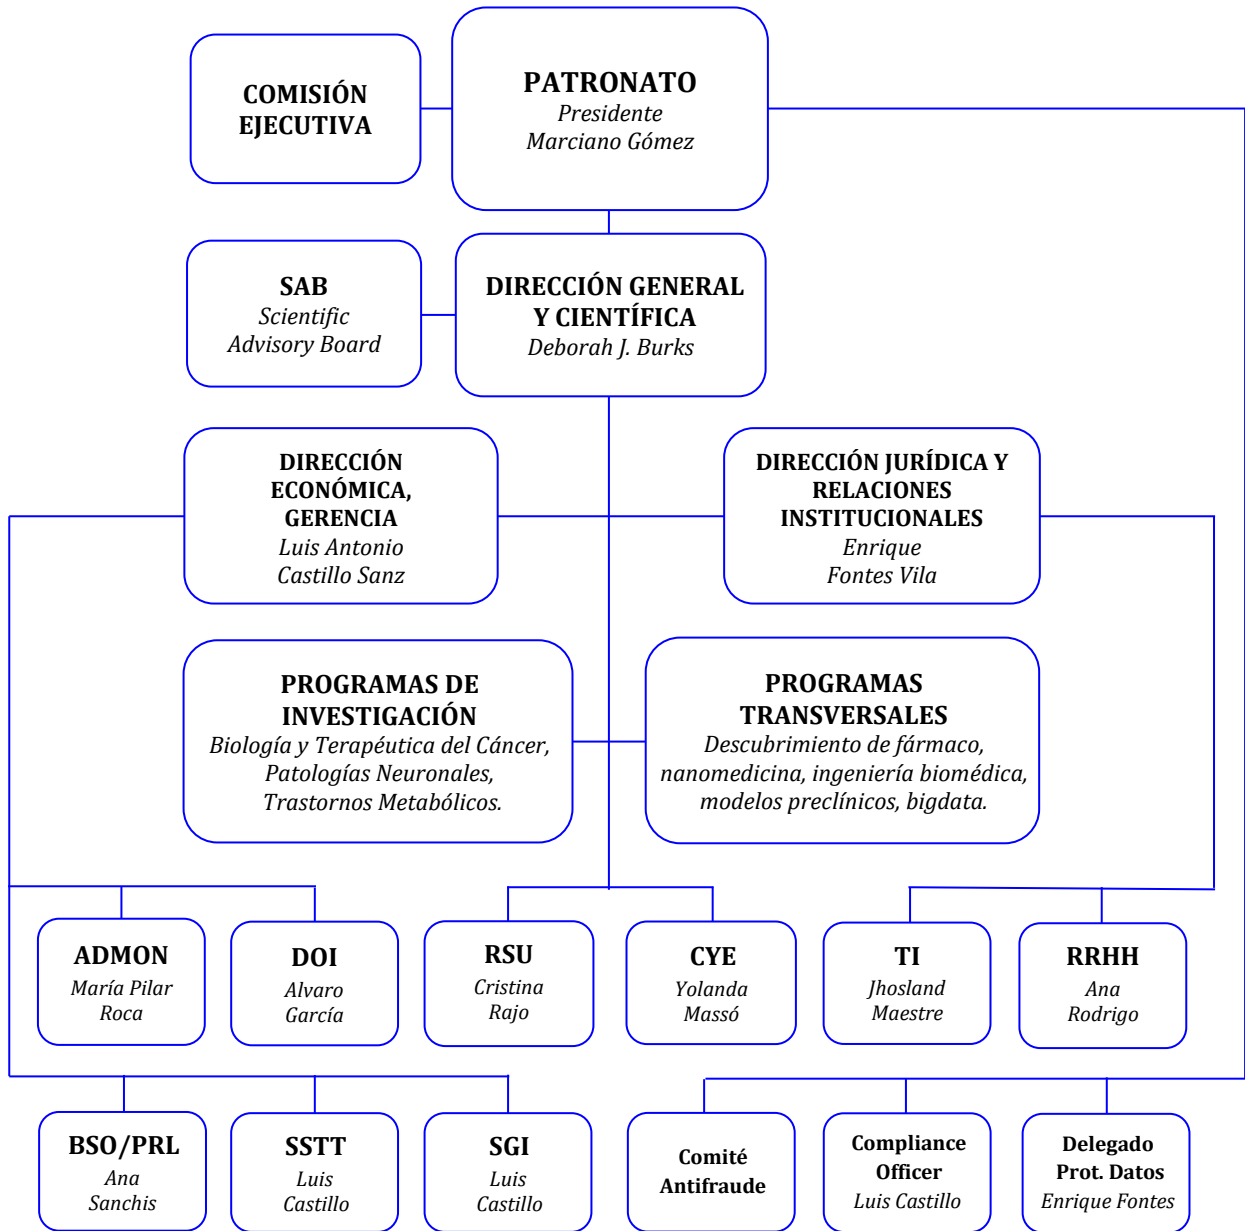 COMISIÓN
EJECUTIVA
PATRONATO
Presidente
Marciano Gómez
SAB
Scientific
Advisory Board
DIRECCIÓN GENERAL
Y CIENTÍFICA
Deborah J. Burks
DIRECCIÓN
ECONÓMICA,
GERENCIA
Luis Antonio
Castillo Sanz
DIRECCIÓN JURÍDICA Y
RELACIONES
INSTITUCIONALES
Enrique
Fontes Vila
PROGRAMAS DE
INVESTIGACIÓN
Biología y Terapéutica del Cáncer,
Patologías Neuronales,
Trastornos Metabólicos.
PROGRAMAS
TRANSVERSALES
Descubrimiento de fármaco,
nanomedicina, ingeniería biomédica,
modelos preclínicos, bigdata.
ADMON
María Pilar
Roca
DOI
Alvaro
García
RSU
Cristina
Rajo
CYE
Yolanda
Massó
TI
Jhosland
Maestre
RRHH
Ana
Rodrigo
BSO/PRL
Ana
Sanchis
SSTT
Luis
Castillo
SGI
Luis
Castillo
Comité
Antifraude
Compliance
Officer
Luis Castillo
Delegado
Prot. Datos
Enrique Fontes